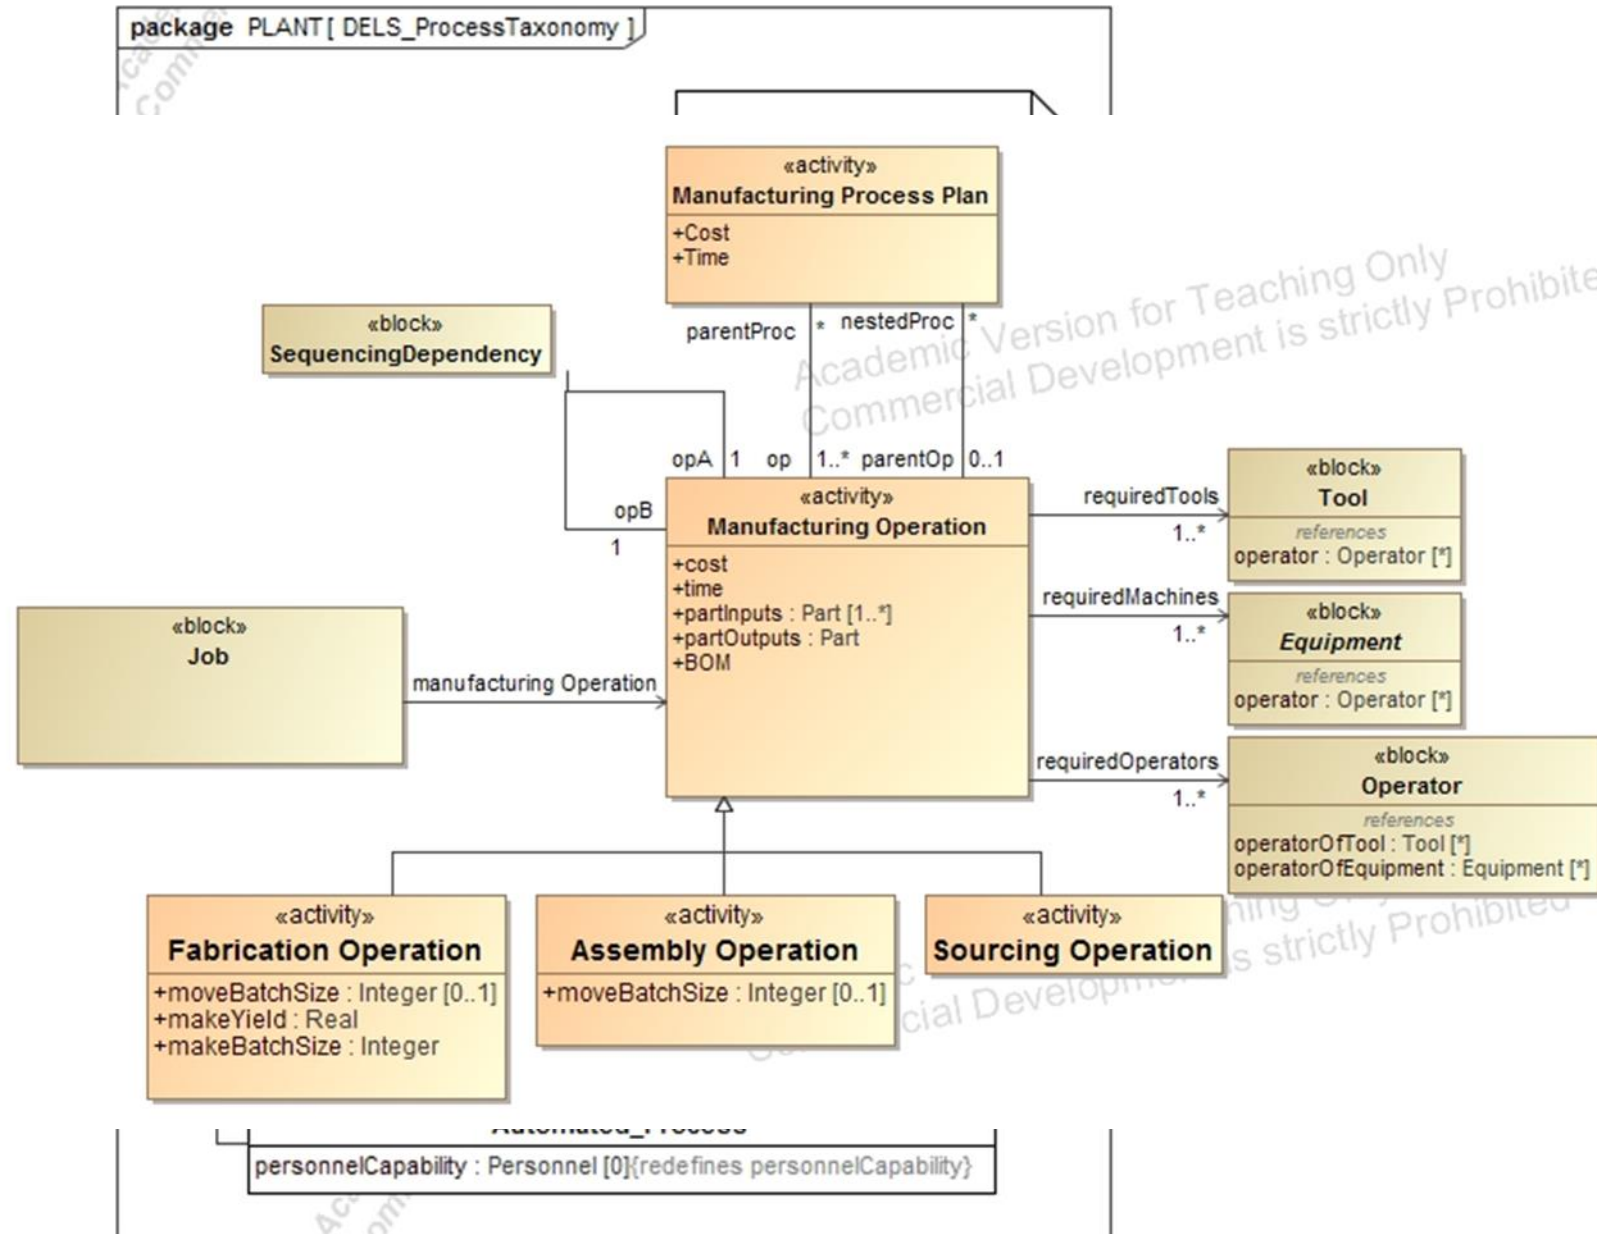 package PLANT [ DELS_ProcessTaxonomy ]
«activity»
Manufacturing Process Plan
+Cost
+Time
«block»
SequencingDependency
parentProc * nestedProc *
Academic Version for Teaching Only
Commercial Development is strictly Prohibite
opA 1 op 1..* parentOp 0..1
opB
1
«activity»
Manufacturing Operation
+cost
+time
+partInputs : Part [1..*]
+partOutputs : Part
+BOM
requiredTools
1..*
«block»
Tool
references
operator : Operator [*]
requiredMachines
1..*
«block»
Equipment
references
operator : Operator [*]
«block»
Job
manufacturing Operation
requiredOperators
1..*
«block»
Operator
references
operatorOfTool : Tool [*]
operatorOfEquipment : Equipment [*]
«activity»
Fabrication Operation
+moveBatchSize : Integer [0..1]
+makeYield : Real
+makeBatchSize : Integer
«activity»
Assembly Operation
+moveBatchSize : Integer [0..1]
«activity»
Sourcing Operation
strictly Prohibited
personnelCapability : Personnel [0]{redefines personnelCapability}